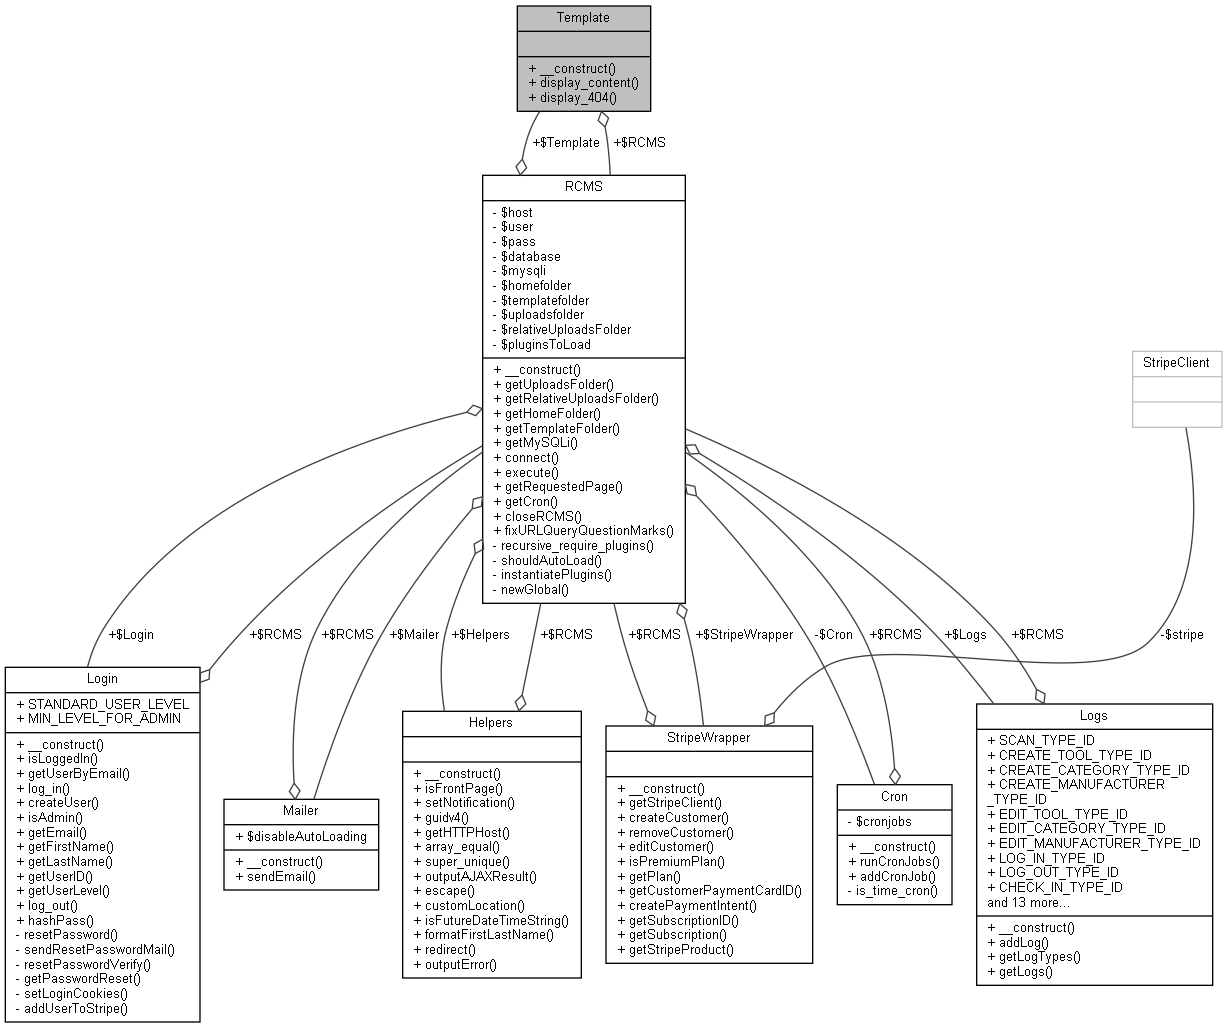 Template
+ __construct()
+ display_content()
+ display_404()
+$Template
+$RCMS
RCMS
- $host
- $user
- $pass
- $database
- $mysqli
- $homefolder
- $templatefolder
- $uploadsfolder
- $relativeUploadsFolder
- $pluginsToLoad
+ __construct()
+ getUploadsFolder()
+ getRelativeUploadsFolder()
+ getHomeFolder()
+ getTemplateFolder()
+ getMySQLi()
+ connect()
+ execute()
+ getRequestedPage()
+ getCron()
+ closeRCMS()
+ fixURLQueryQuestionMarks()
- recursive_require_plugins()
- shouldAutoLoad()
- instantiatePlugins()
- newGlobal()
StripeClient
+$Login
+$RCMS
+$RCMS
+$Mailer
+$Helpers
+$RCMS
+$RCMS
+$StripeWrapper
-$Cron
+$RCMS
+$Logs
+$RCMS
-$stripe
Login
+ STANDARD_USER_LEVEL
+ MIN_LEVEL_FOR_ADMIN
+ __construct()
+ isLoggedIn()
+ getUserByEmail()
+ log_in()
+ createUser()
+ isAdmin()
+ getEmail()
+ getFirstName()
+ getLastName()
+ getUserID()
+ getUserLevel()
+ log_out()
+ hashPass()
- resetPassword()
- sendResetPasswordMail()
- resetPasswordVerify()
- getPasswordReset()
- setLoginCookies()
- addUserToStripe()
Mailer
+ $disableAutoLoading
+ __construct()
+ sendEmail()
Helpers
+ __construct()
+ isFrontPage()
+ setNotification()
+ guidv4()
+ getHTTPHost()
+ array_equal()
+ super_unique()
+ outputAJAXResult()
+ escape()
+ customLocation()
+ isFutureDateTimeString()
+ formatFirstLastName()
+ redirect()
+ outputError()
StripeWrapper
+ __construct()
+ getStripeClient()
+ createCustomer()
+ removeCustomer()
+ editCustomer()
+ isPremiumPlan()
+ getPlan()
+ getCustomerPaymentCardID()
+ createPaymentIntent()
+ getSubscriptionID()
+ getSubscription()
+ getStripeProduct()
Cron
- $cronjobs
+ __construct()
+ runCronJobs()
+ addCronJob()
- is_time_cron()
Logs
+ SCAN_TYPE_ID
+ CREATE_TOOL_TYPE_ID
+ CREATE_CATEGORY_TYPE_ID
+ CREATE_MANUFACTURER
_TYPE_ID
+ EDIT_TOOL_TYPE_ID
+ EDIT_CATEGORY_TYPE_ID
+ EDIT_MANUFACTURER_TYPE_ID
+ LOG_IN_TYPE_ID
+ LOG_OUT_TYPE_ID
+ CHECK_IN_TYPE_ID
and 13 more...
+ __construct()
+ addLog()
+ getLogTypes()
+ getLogs()